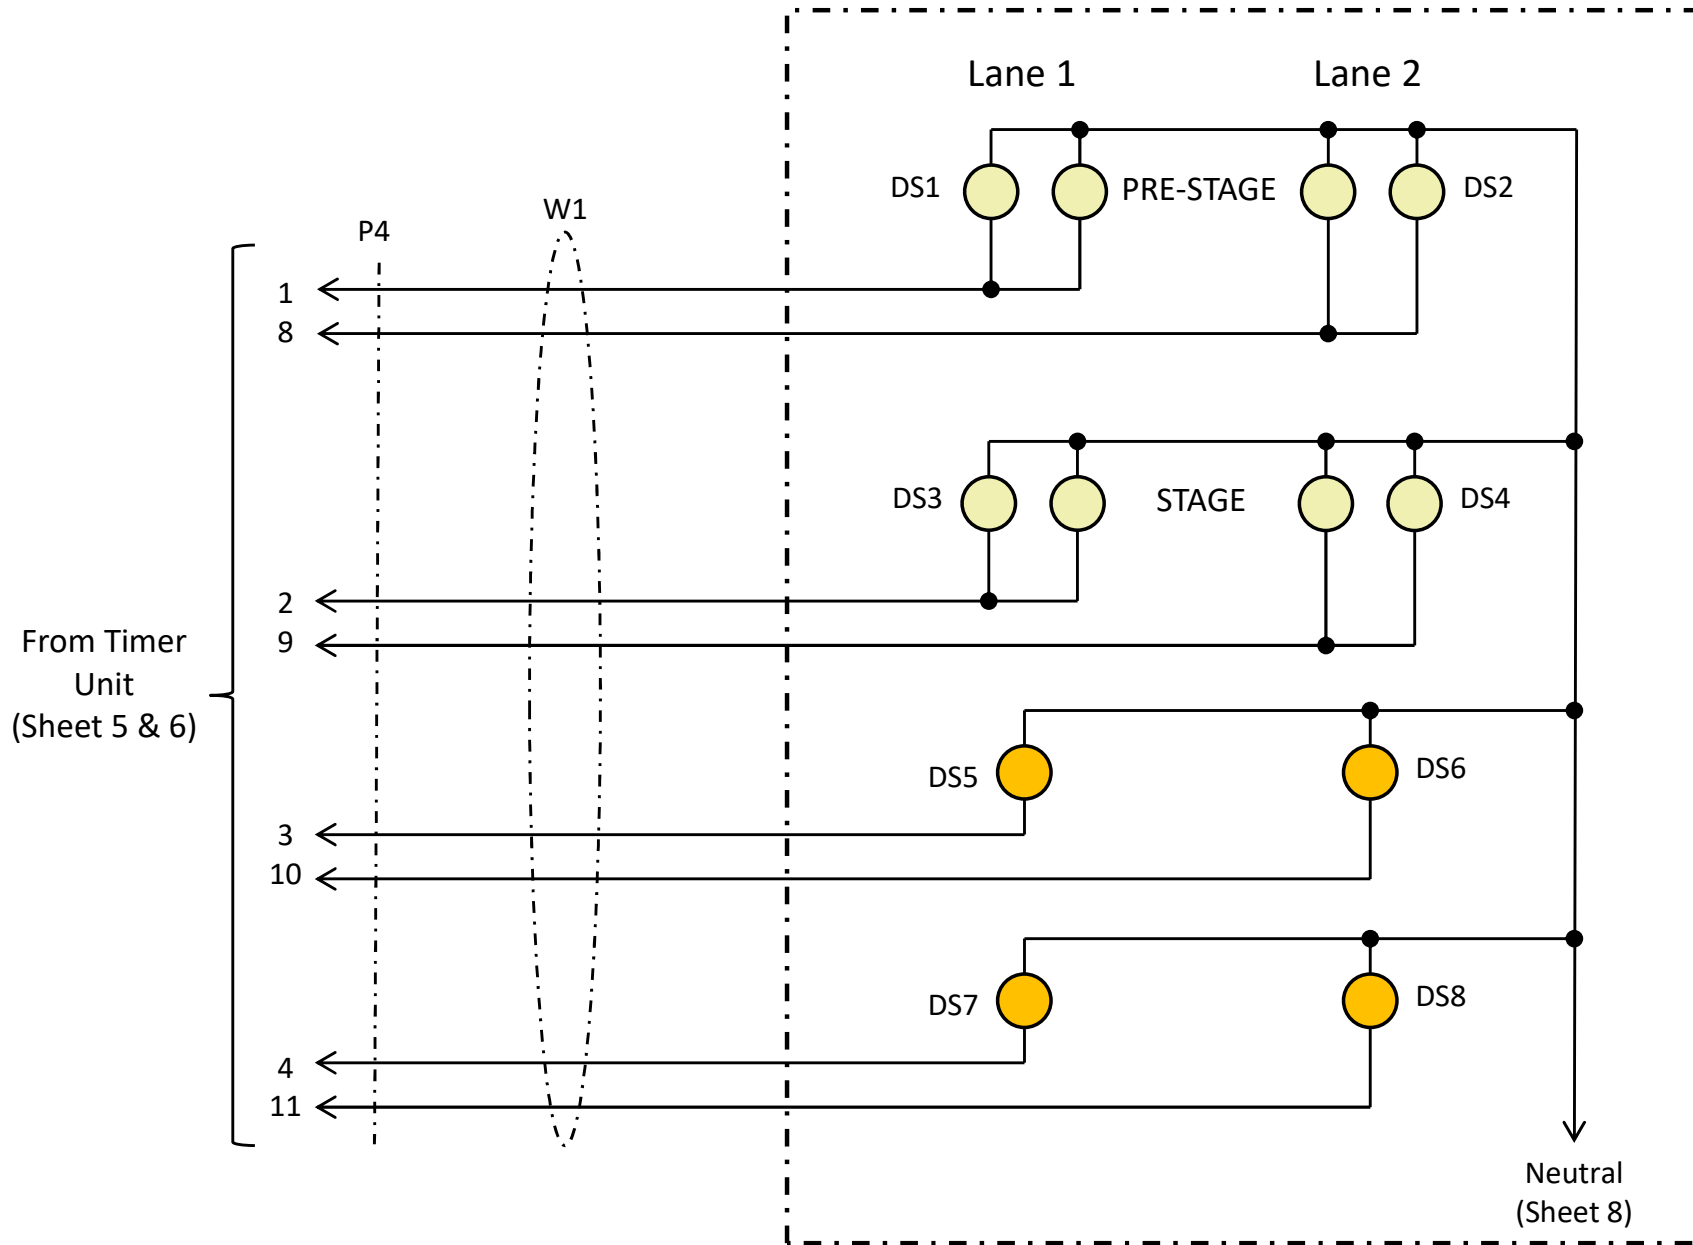 Lane 1
Lane 2
DS1
PRE-STAGE
DS2
W1
P4
1
8
DS3
STAGE
DS4
2
9
From Timer
Unit
(Sheet 5 & 6)
DS5
DS6
3
10
DS7
DS8
4
11
Neutral
(Sheet 8)